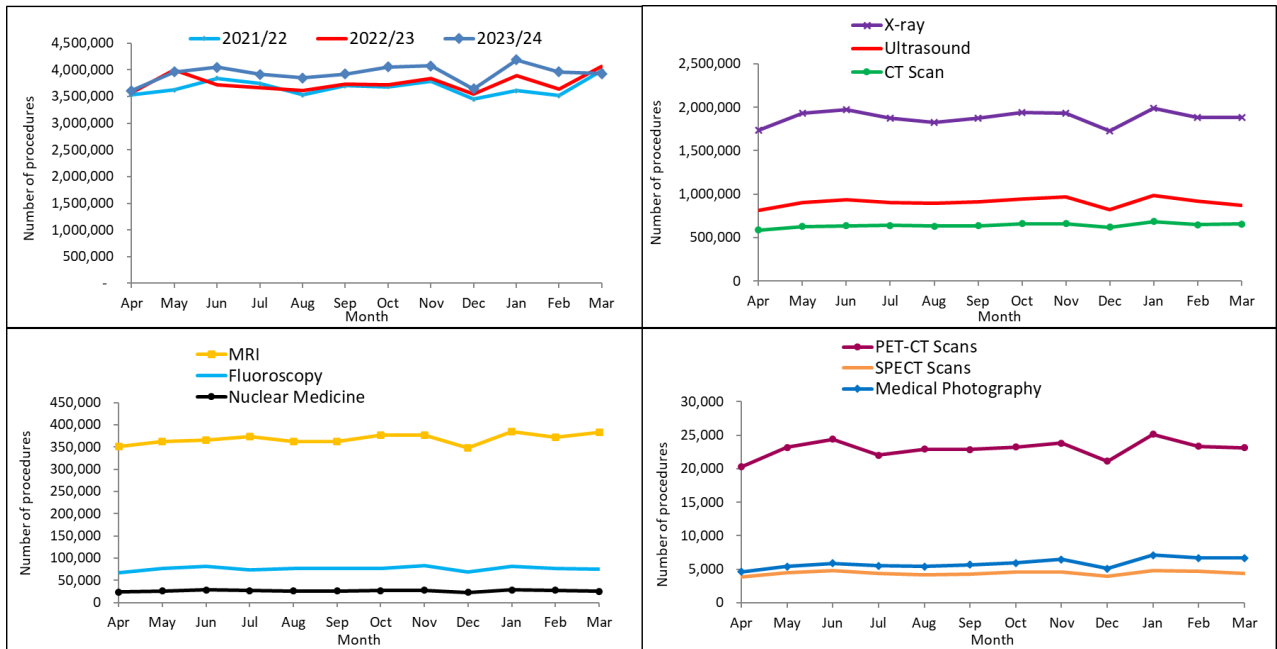 2021/22 2022/23 2023/24
Number of procedures
4,500,000
4,000,000
3,500,000
3,000,000
2,500,000
2,000,000
1,500,000
1,000,000
500,000
-
Apr May Jun Jul Aug Sep Oct Nov Dec Jan Feb Mar
Month
X-ray
Ultrasound
CT Scan
Number of procedures
2,500,000
2,000,000
1,500,000
1,000,000
500,000
0
Apr May Jun Jul Aug Sep Oct Nov Dec Jan Feb Mar
Month
MRI
Fluoroscopy
Nuclear Medicine
Number of procedures
450,000
400,000
350,000
300,000
250,000
200,000
150,000
100,000
50,000
0
Apr May Jun Jul Aug Sep Oct Nov Dec Jan Feb Mar
Month
PET-CT Scans
SPECT Scans
Medical Photography
Number of procedures
30,000
25,000
20,000
15,000
10,000
5,000
0
Apr May Jun Jul Aug Sep Oct Nov Dec Jan Feb Mar
Month